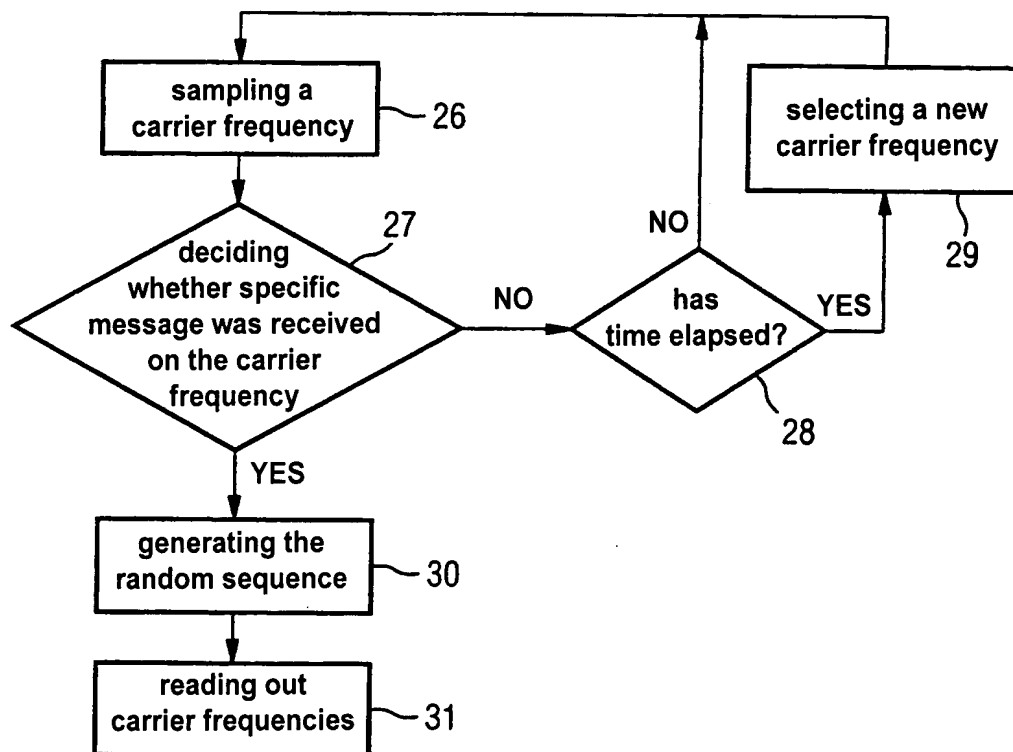 sampling a
carrier frequency
26
selecting a new
carrier frequency
29
27
deciding
whether specific
message was received
on the carrier
frequency
NO
NO
has
time elapsed?
YES
28
YES
generating the
random sequence
30
reading out
carrier frequencies
31